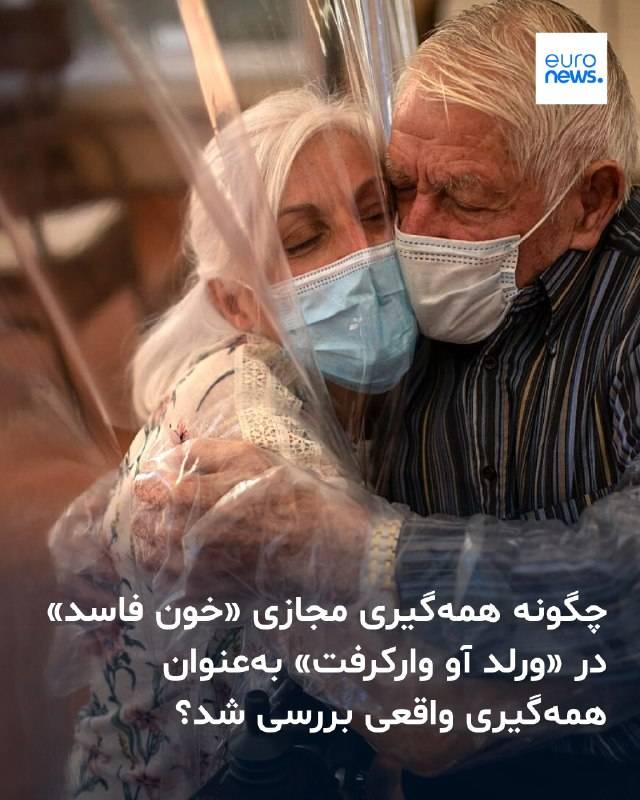 euro
news.
چگونه همه‌گیری مجازی «خون فاسد»
در «ورلد آو وارکرفت» به‌عنوان
همه‌گیری واقعی بررسی شد؟